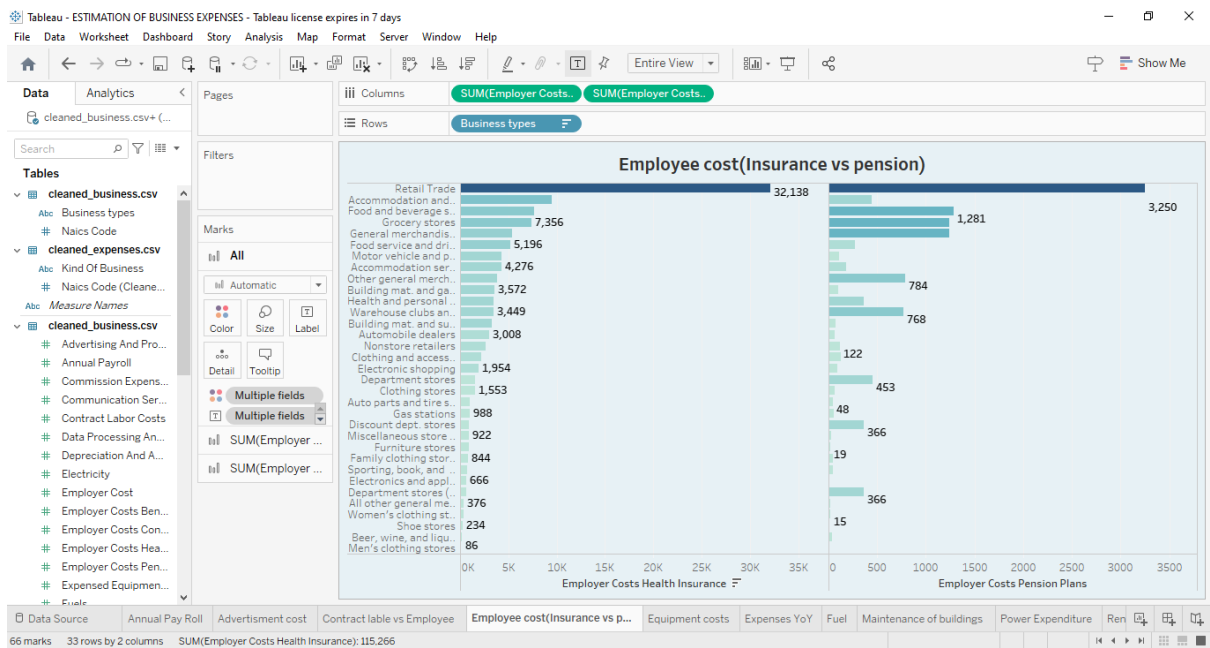 Tableau - ESTIMATION OF BUSINESS EXPENSES - Tableau license expires in 7 days
File Data Worksheet Dashboard Story Analysis Map Format Server Window Help
Entire View
Show Me
Data Analytics
cleaned_business.csv+ (...
Search
Tables
cleaned_business.csv
Abc Business types
# Naics Code
cleaned_expenses.csv
Abc Kind Of Business
# Naics Code (Cleane...
Abc Measure Names
cleaned_business.csv
# Advertising And Pro...
# Annual Payroll
# Commission Expens...
# Communication Ser...
# Contract Labor Costs
# Data Processing An...
# Depreciation And A...
# Electricity
# Employer Cost
# Employer Costs Ben...
# Employer Costs Con...
# Employer Costs Hea...
# Employer Costs Pen...
# Expensed Equipmen...
# Fuels
Pages
Filters
Marks
All
Automatic
Color Size Label
Detail Tooltip
Multiple fields
Multiple fields
SUM(Employer ...
SUM(Employer ...
Columns SUM(Employer Costs.. SUM(Employer Costs..
Rows Business types
Employee cost(Insurance vs pension)
Retail Trade 32,138 3,250
Accommodation and..
Food and beverage s.. 1,281
Grocery stores 7,356
General merchandis..
Food service and dri.. 5,196
Motor vehicle and p..
Accommodation ser.. 4,276
Other general merch.. 784
Building mat. and ga.. 3,572
Health and personal ..
Warehouse clubs an.. 3,449 768
Building mat. and su..
Automobile dealers 3,008
Nonstore retailers 122
Clothing and access..
Electronic shopping 1,954
Department stores 453
Clothing stores 1,553
Auto parts and tire s.. 48
Gas stations 988
Discount dept. stores 366
Miscellaneous store .. 922
Furniture stores
Family clothing stor.. 844 19
Sporting, book, and ..
Electronics and appl.. 666
Department stores (.. 366
All other general me.. 376
Women's clothing st.. 15
Shoe stores 234
Beer, wine, and liqu..
Men's clothing stores 86
0K 5K 10K 15K 20K 25K 30K 35K 0 500 1000 1500 2000 2500 3000 3500
Employer Costs Health Insurance Employer Costs Pension Plans
Data Source Annual Pay Roll Advertisment cost Contract lable vs Employee Employee cost(Insurance vs p... Equipment costs Expenses YoY Fuel Maintenance of buildings Power Expenditure Ren
66 marks 33 rows by 2 columns SUM(Employer Costs Health Insurance): 115,266